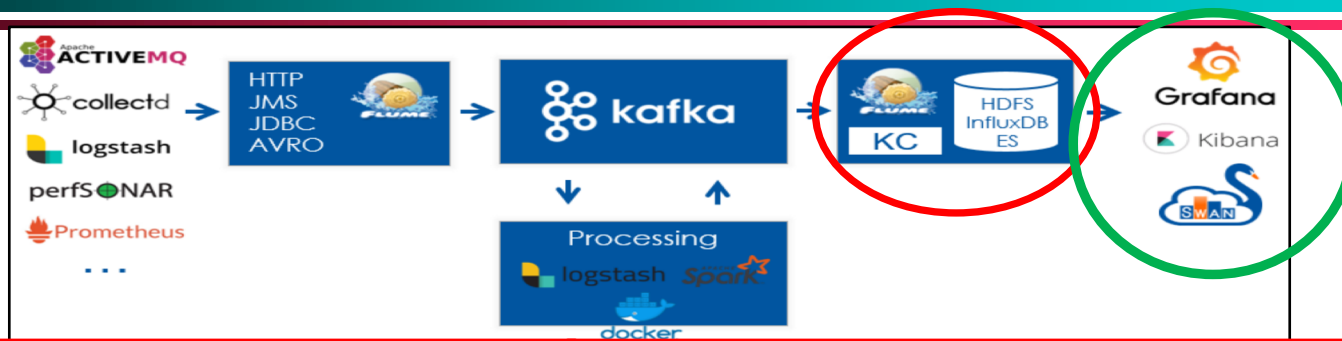 Apache
ACTIVEMQ
collectd
logstash
perfSONAR
Prometheus
...
HTTP
JMS
JDBC
AVRO
FLUME
kafka
Processing
logstash
Spark
docker
FLUME
KC
HDFS
InfluxDB
ES
Grafana
Kibana
SWAN